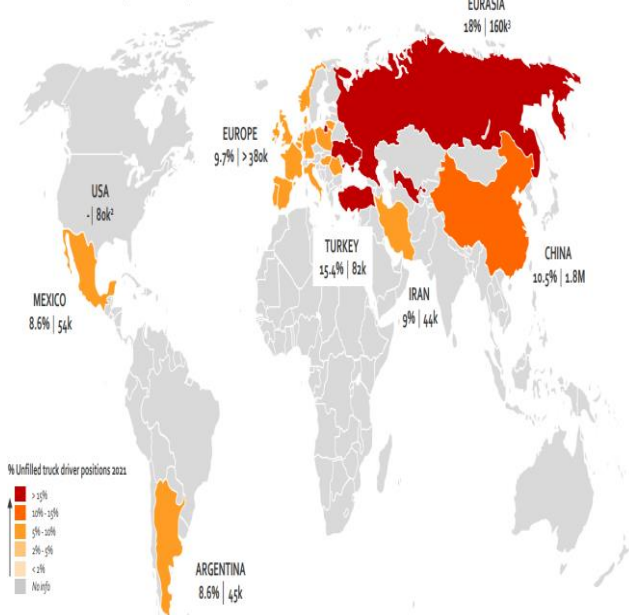 EURASIA
18% | 160k³
EUROPE
9.7% | > 380k
USA
- | 80k²
TURKEY
15.4% | 82k
CHINA
10.5% | 1.8M
IRAN
9% | 44k
MEXICO
8.6% | 54k
% Unfilled truck driver positions 2021
> 15%
10% - 15%
5% - 10%
2% - 5%
< 2%
No info
ARGENTINA
8.6% | 45k